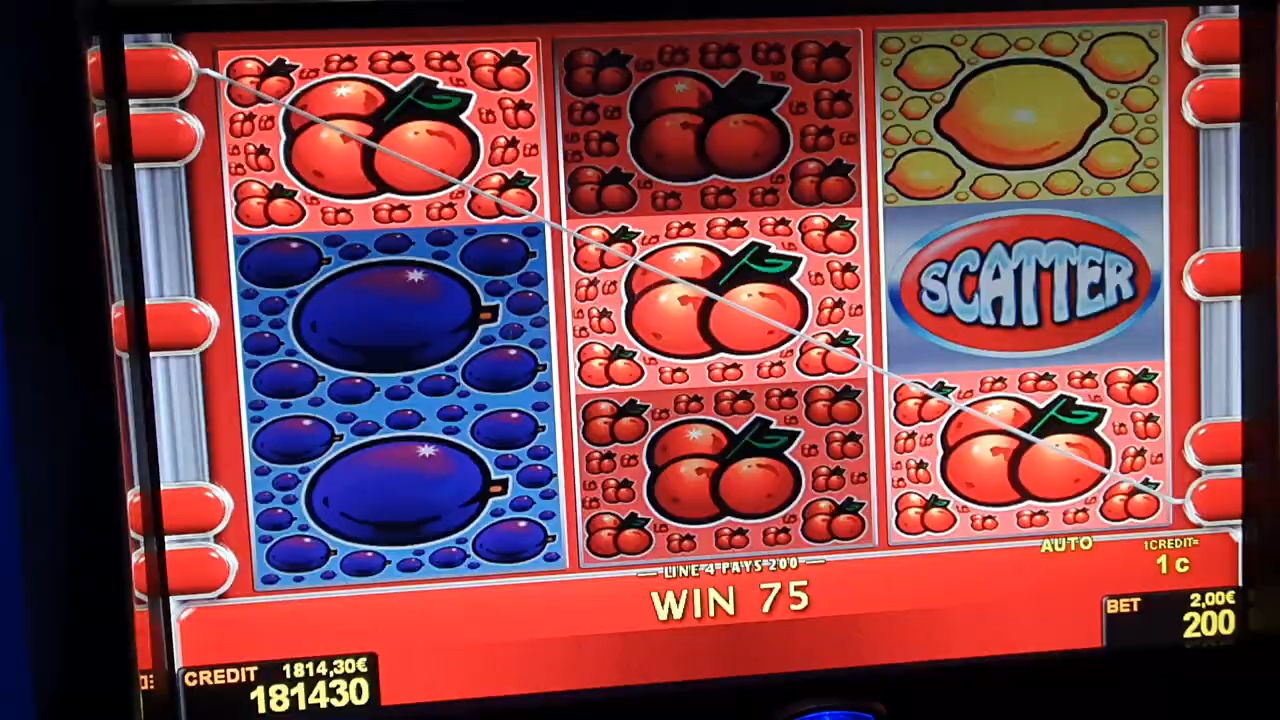 SCATTER
LINE 4 PAYS 200
WIN 75
AUTO
1CREDIT=
1 c
BET 2,00€
200
CREDIT 1814,30€
181430